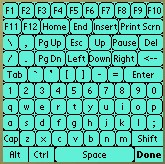 F1 F2 F3 F4 F5 F6 F7 F8 F9 F10
F11 F12 Home End Insert Print Scrn
\ , Pg Up Esc Up Pause Del
/ . Pg Dn Left Down Right <--
Tab [ ] - = Enter
1 2 3 4 5 6 7 8 9 0
q w e r t y u i o p
a s d f g h j k l ;
Cap z x c v b n m Shift
Alt Ctrl Space Done